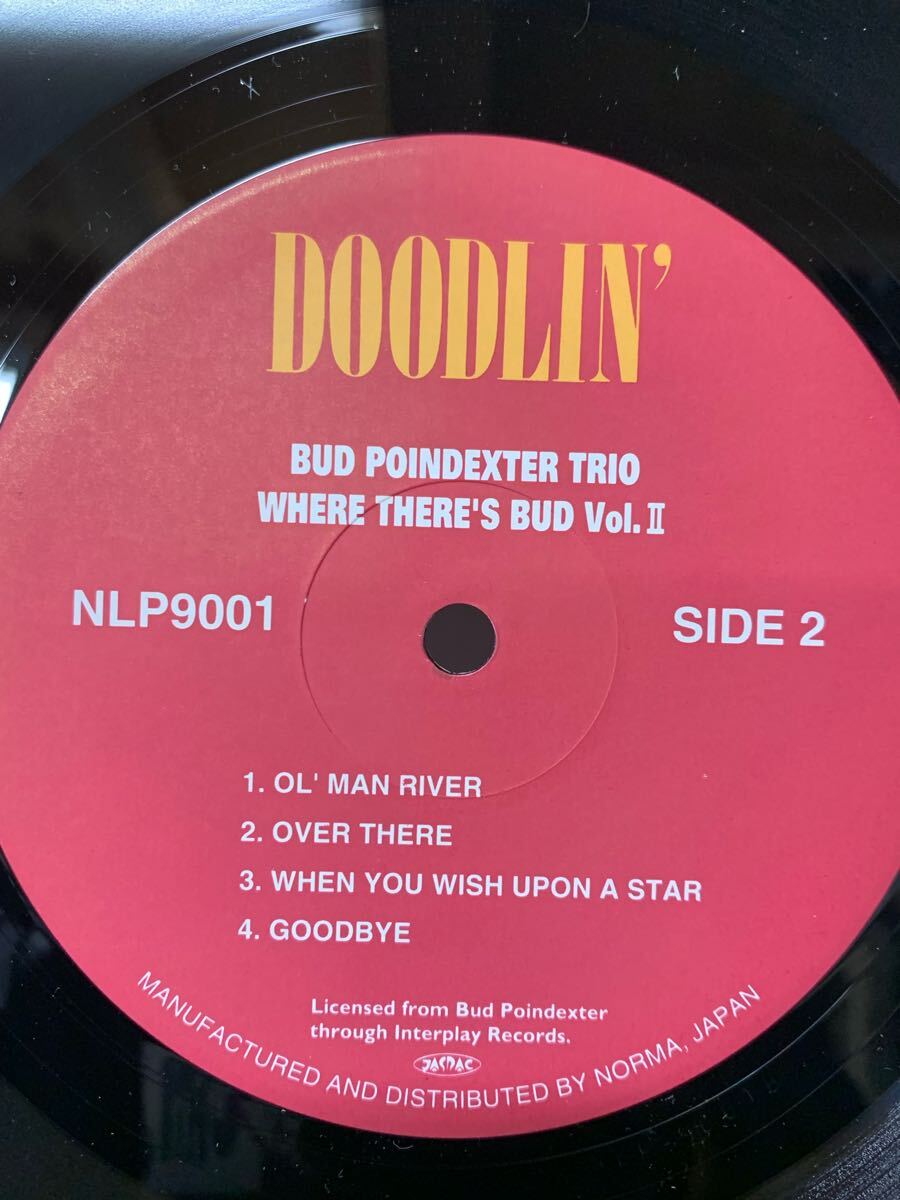 DOODLIN'
BUD POINDEXTER TRIO
WHERE THERE'S BUD Vol.Ⅱ
NLP9001
SIDE 2
1. OL' MAN RIVER
2. OVER THERE
3. WHEN YOU WISH UPON A STAR
4. GOODBYE
Licensed from Bud Poindexter
through Interplay Records.
JASRAC
MANUFACTURED AND DISTRIBUTED BY NORMA, JAPAN